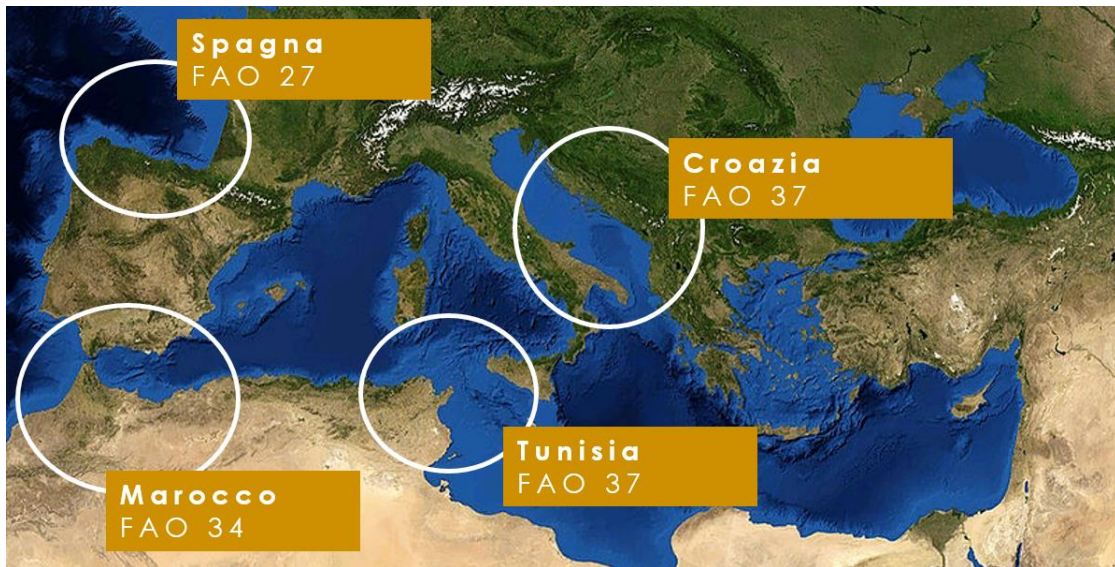 Spagna
FAO 27
Croazia
FAO 37
Tunisia
FAO 37
Marocco
FAO 34